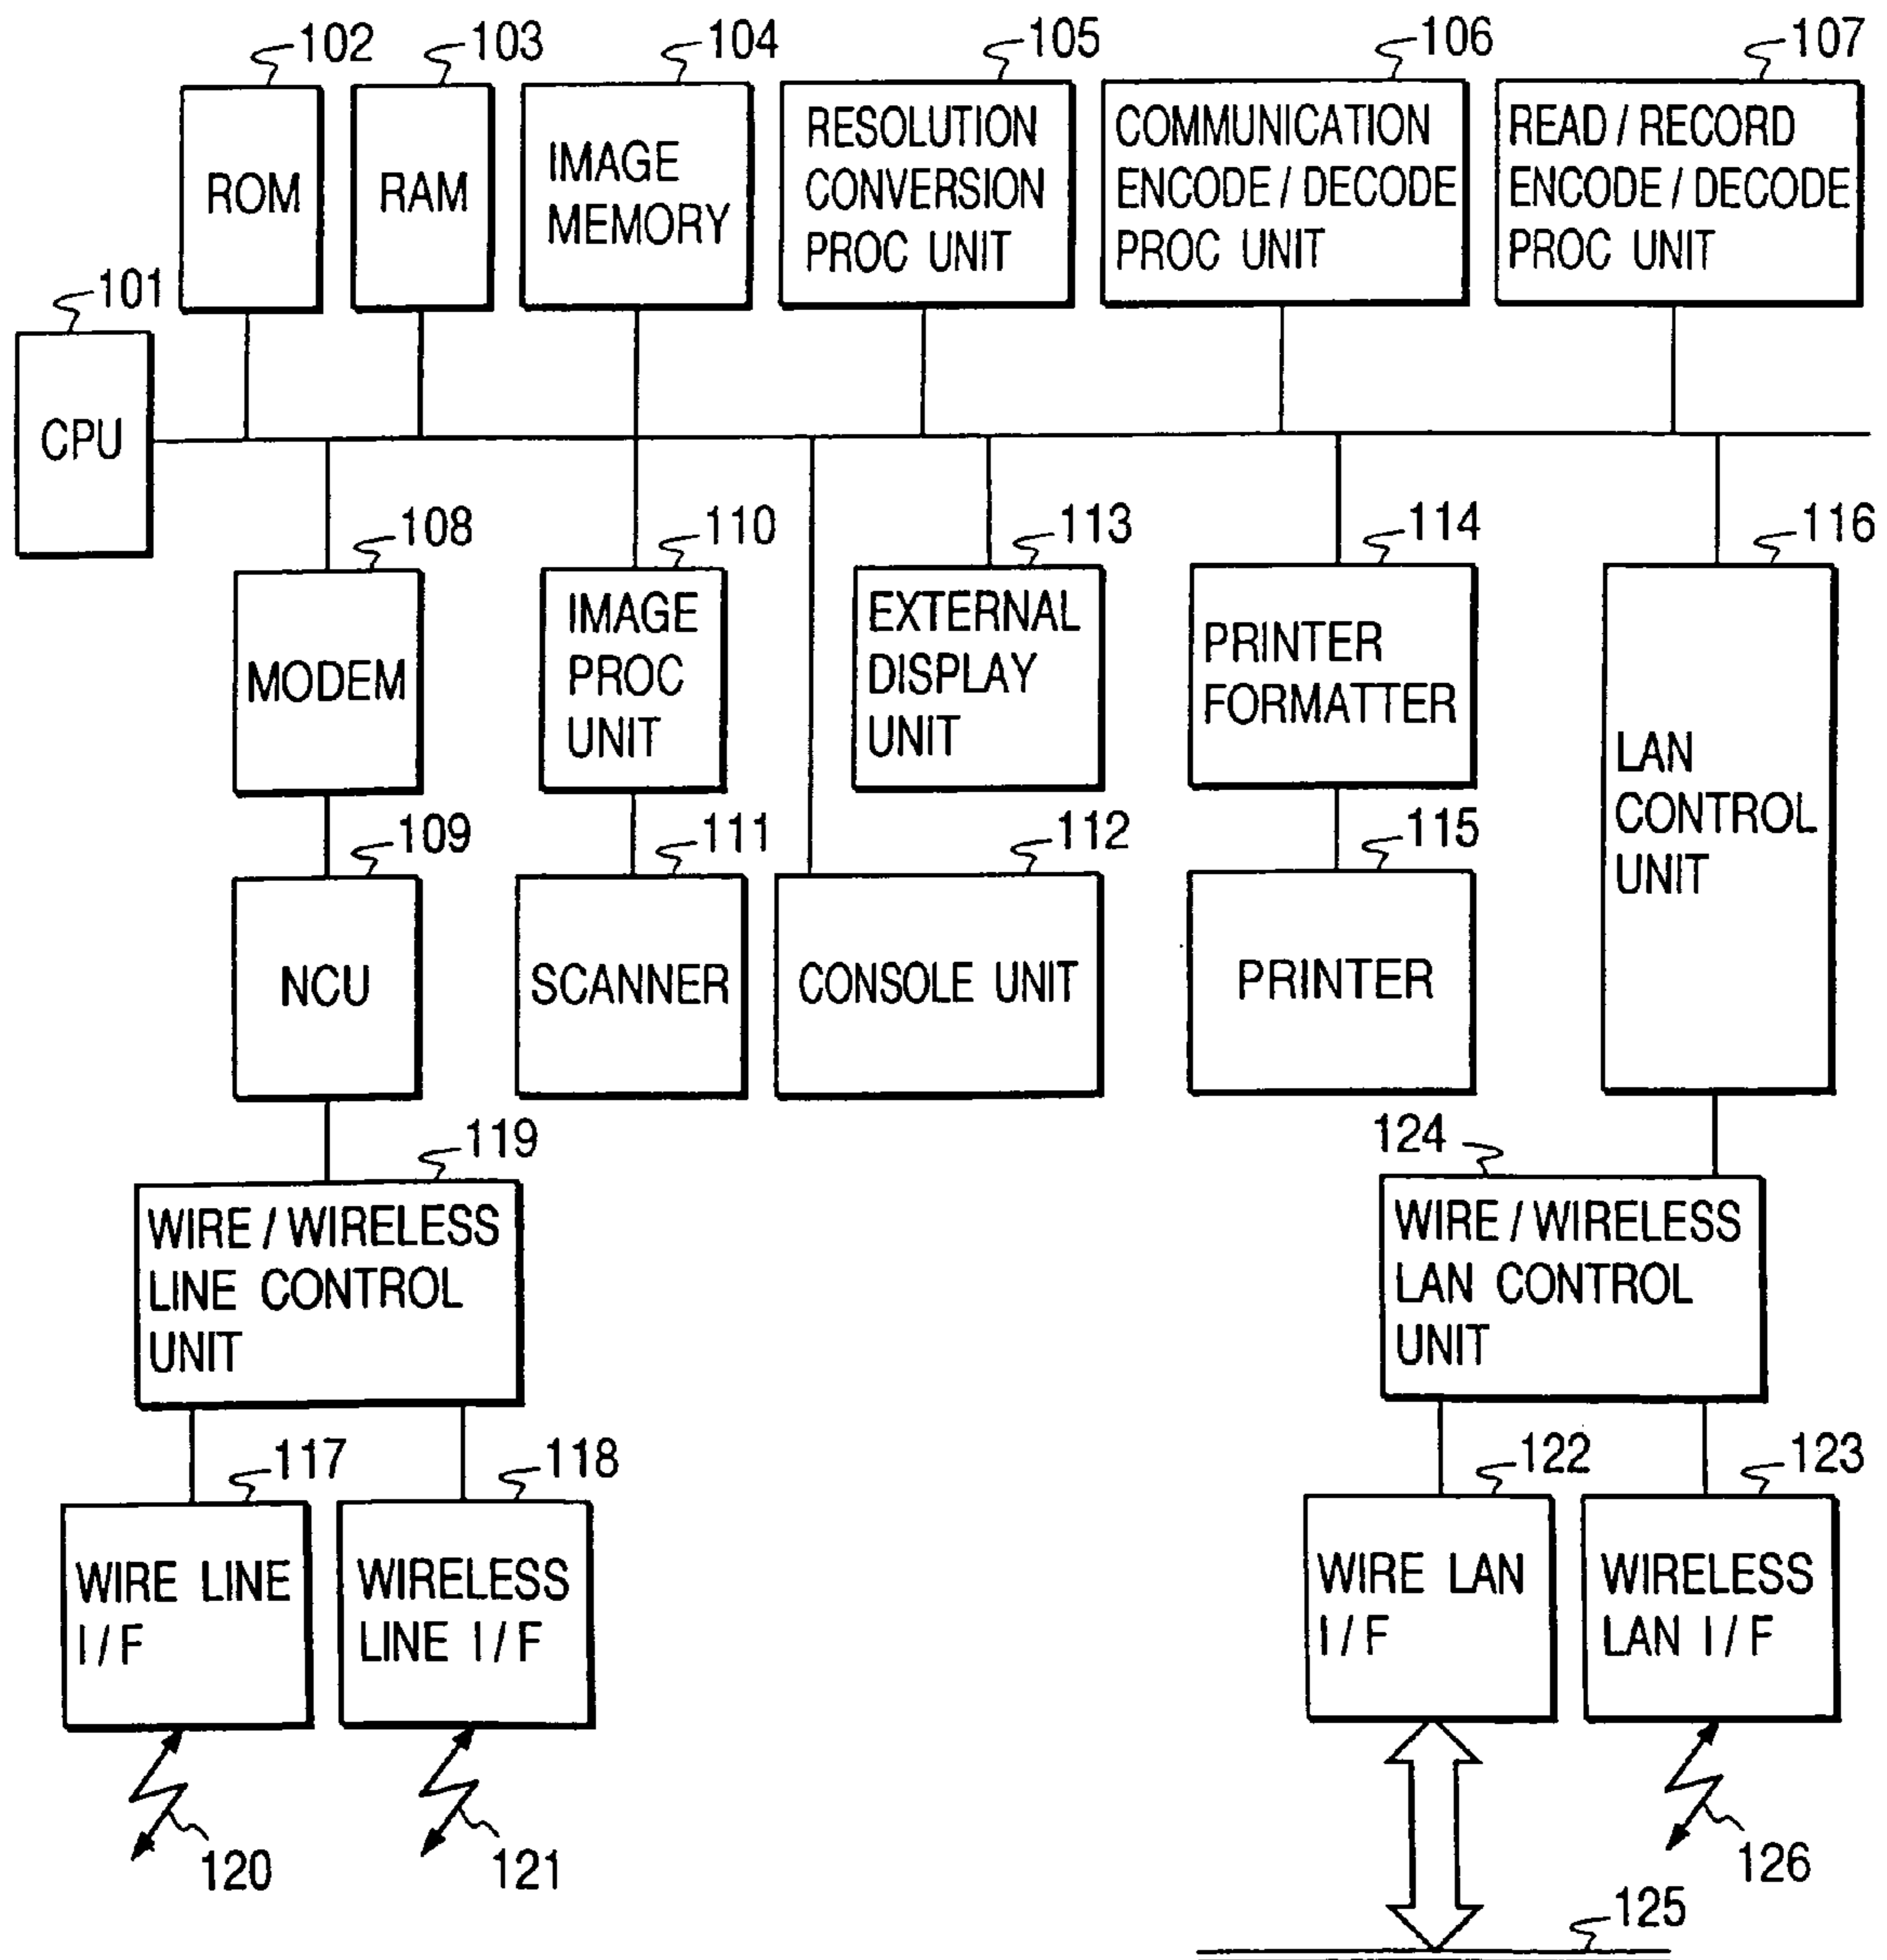 102
103
104
105
106
107
ROM
RAM
IMAGE
MEMORY
RESOLUTION
CONVERSION
PROC UNIT
COMMUNICATION
ENCODE / DECODE
PROC UNIT
READ / RECORD
ENCODE / DECODE
PROC UNIT
101
CPU
108
110
113
114
116
MODEM
IMAGE
PROC
UNIT
EXTERNAL
DISPLAY
UNIT
PRINTER
FORMATTER
LAN
CONTROL
UNIT
109
111
112
115
NCU
SCANNER
CONSOLE UNIT
PRINTER
119
124
WIRE / WIRELESS
LINE CONTROL
UNIT
WIRE / WIRELESS
LAN CONTROL
UNIT
117
118
122
123
WIRE LINE
I / F
WIRELESS
LINE I / F
WIRE LAN
I / F
WIRELESS
LAN I / F
120
121
126
125